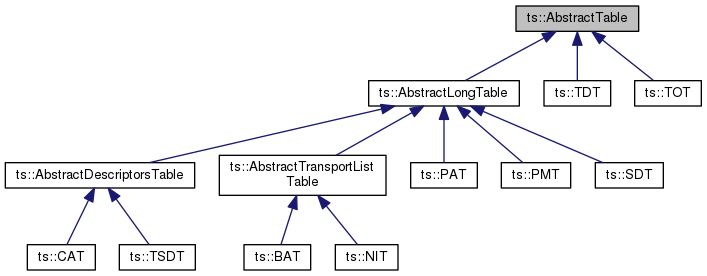 ts::AbstractTable
ts::AbstractLongTable
ts::TDT
ts::TOT
ts::AbstractDescriptorsTable
ts::AbstractTransportList
Table
ts::PAT
ts::PMT
ts::SDT
ts::CAT
ts::TSDT
ts::BAT
ts::NIT